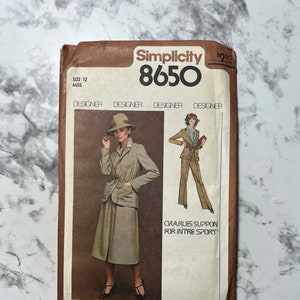 Simplicity
8650
SIZE 12
MISS
DESIGNER DESIGNER DESIGNER DESIGNER
CHARLES SUPPON
FOR INTRE SPORT